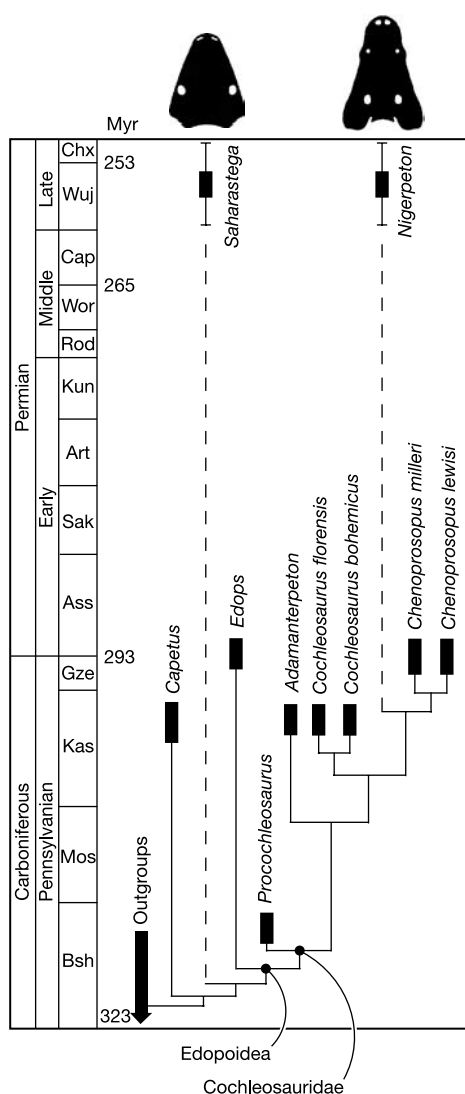 Myr
Permian
Carboniferous
Late
Middle
Early
Pennsylvanian
Chx
Wuj
Cap
Wor
Rod
Kun
Art
Sak
Ass
Gze
Kas
Mos
Bsh
253
265
293
323
Outgroups
Capetus
Saharastega
Edops
Procochleosaurus
Adamanterpeton
Cochleosaurus florensis
Cochleosaurus bohemicus
Nigerpeton
Chenoprosopus milleri
Chenoprosopus lewisi
Edopoidea
Cochleosauridae